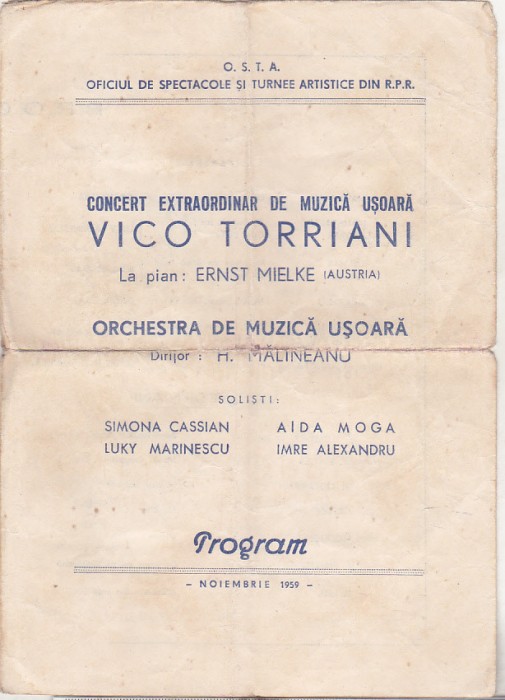 O. S. T. A.
OFICIUL DE SPECTACOLE ȘI TURNEE ARTISTICE DIN R.P.R.
CONCERT EXTRAORDINAR DE MUZICĂ UȘOARĂ
VICO TORRIANI
La pian: ERNST MIELKE (AUSTRIA)
ORCHESTRA DE MUZICĂ UȘOARĂ
Dirijor : H. MĂLINEANU
SOLIȘTI:
SIMONA CASSIAN AIDA MOGA
LUKY MARINESCU IMRE ALEXANDRU
Program
– NOIEMBRIE 1959 –